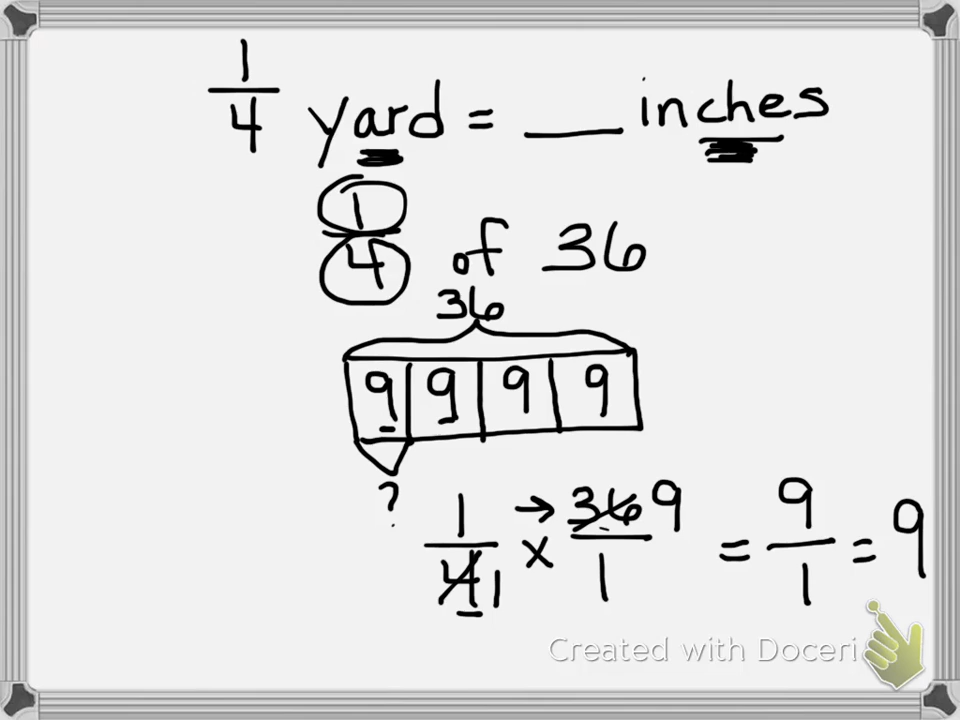 1/4 yard = ___ inches
1/4 of 36
36
9 9 9 9
?
1/4 1 x → 36 9/1 = 9/1 = 9
Created with Doceri